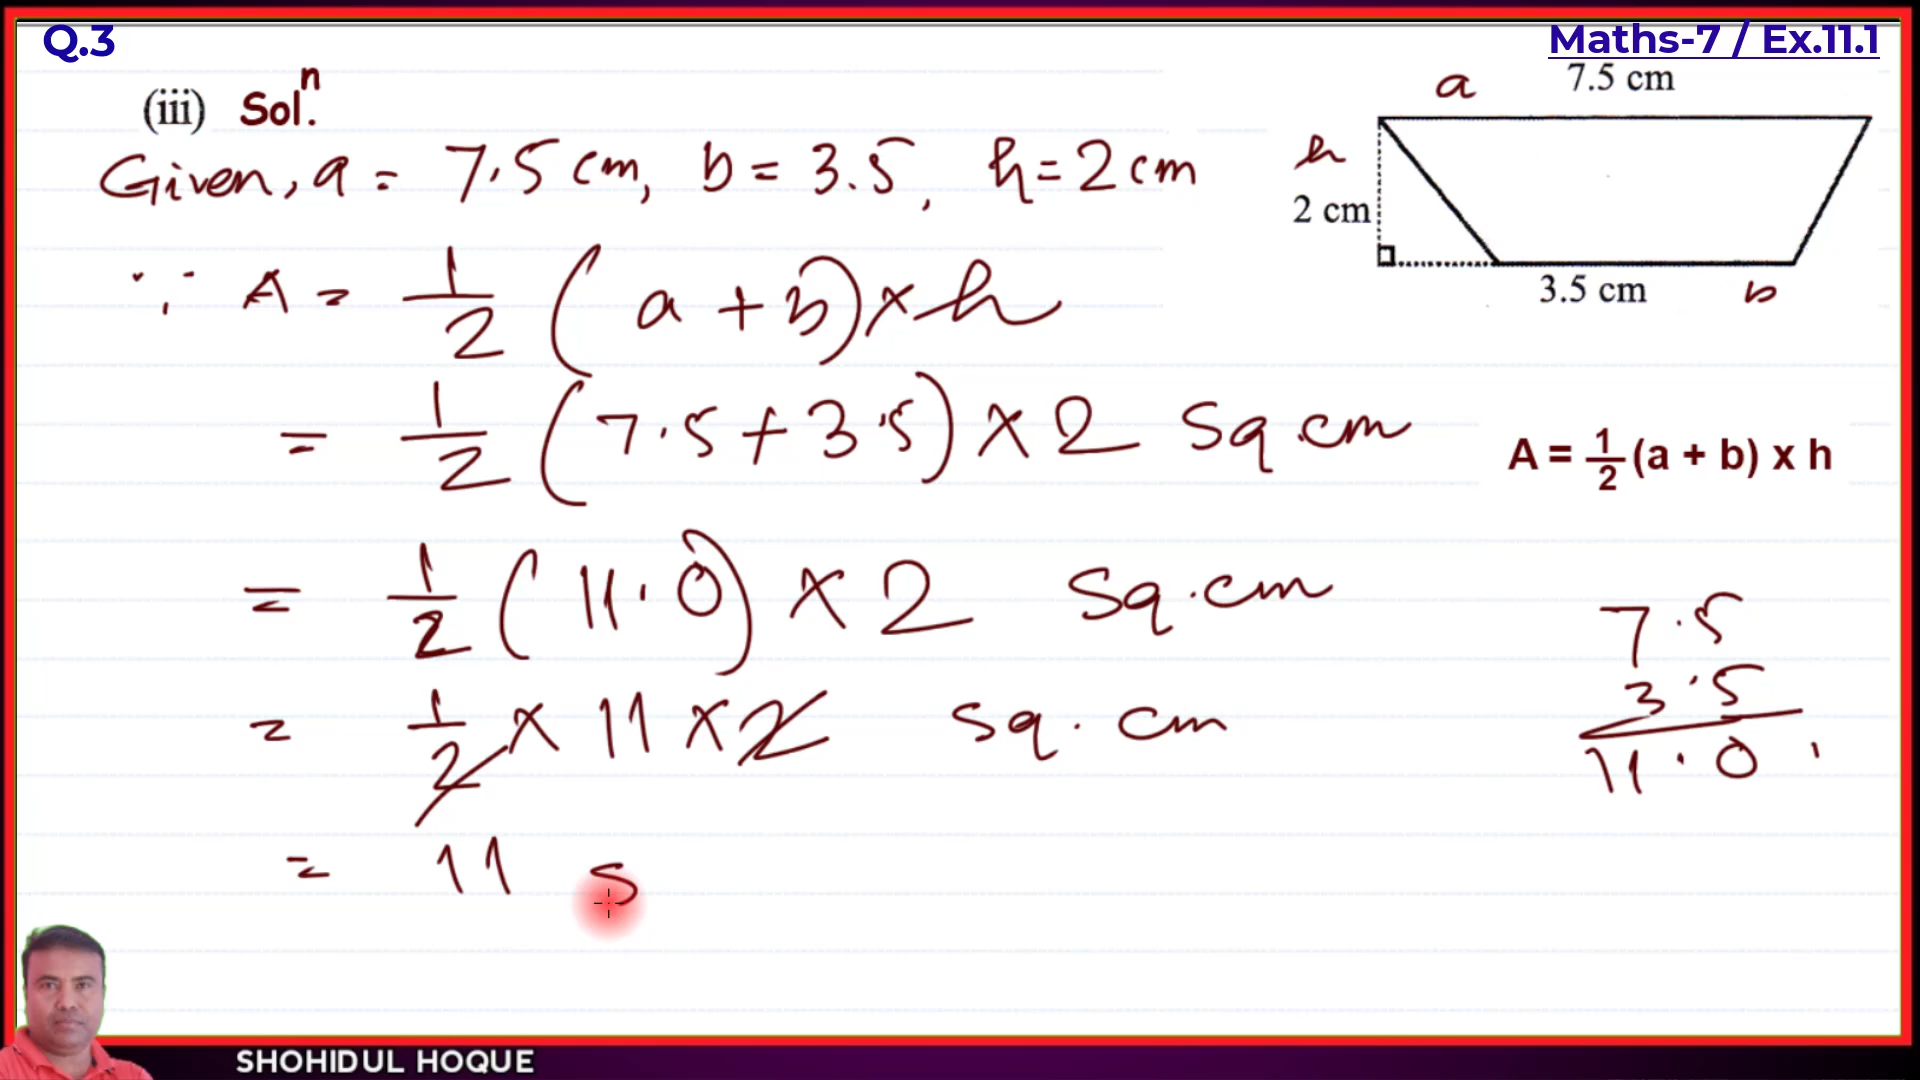 Q.3
Maths-7 / Ex.11.1
(iii) Solⁿ.
a 7.5 cm
h
2 cm
3.5 cm b
Given, a = 7.5 cm, b = 3.5, h = 2 cm
∵ A = 1/2 (a + b) × h
= 1/2 (7.5 + 3.5) × 2 Sq.cm
A = 1/2 (a + b) x h
= 1/2 (11.0) × 2 Sq.cm
= 1/2 × 11 × 2 sq. cm
7.5
3.5
11.0
= 11 s
SHOHIDUL HOQUE